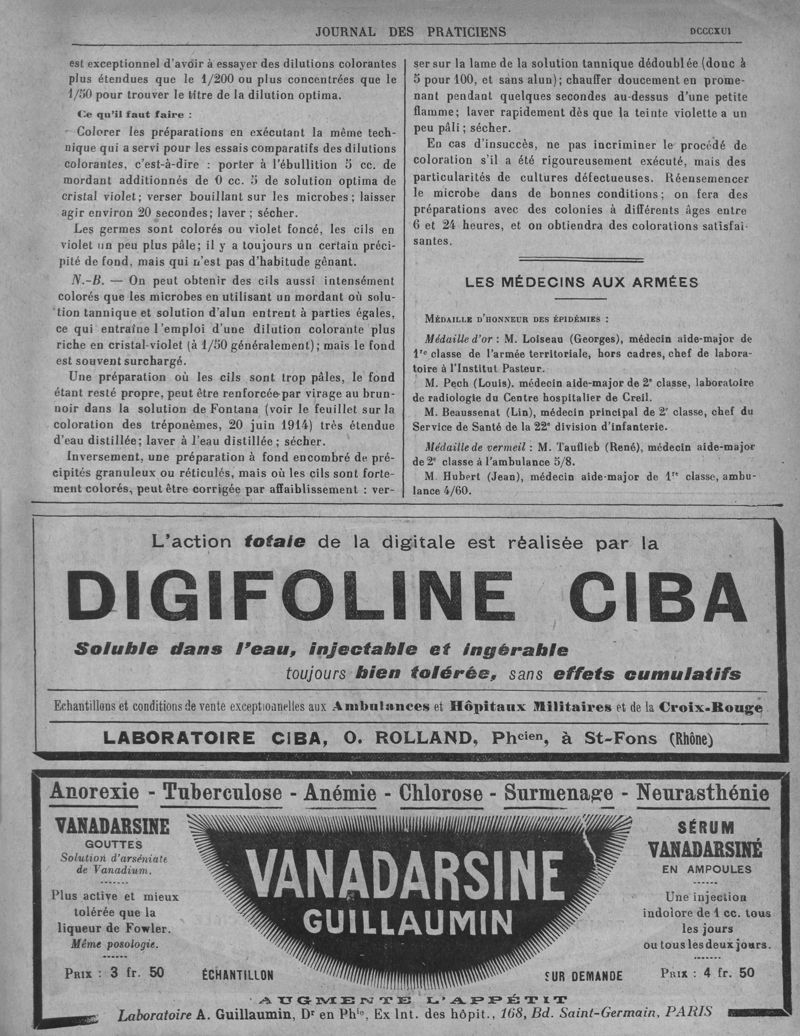 JOURNAL DES PRATICIENS
DCCCXUI
est exceptionnel d'avoir à essayer des dilutions colorantes
plus étendues que le 1/200 ou plus concentrées que le
1/50 pour trouver le titre de la dilution optima.
Ce qu'il faut faire :
Colorer les préparations en exécutant la même tech-
nique qui a servi pour les essais comparatifs des dilutions
colorantes, c'est-à-dire : porter à l'ébullition 5 cc. de
mordant additionnés de 0 cc. 5 de solution optima de
cristal violet ; verser bouillant sur les microbes ; laisser
agir environ 20 secondes ; laver ; sécher.
Les germes sont colorés ou violet foncé, les cils en
violet un peu plus pâle ; il y a toujours un certain préci-
pité de fond, mais qui n'est pas d'habitude gênant.
N.-B. — On peut obtenir des cils aussi intensément
colorés que les microbes en utilisant un mordant où solu-
tion tannique et solution d'alun entrent à parties égales,
ce qui entraîne l'emploi d'une dilution colorante plus
riche en cristal-violet (à 1/50 généralement) ; mais le fond
est souvent surchargé.
Une préparation où les cils sont trop pâles, le fond
étant resté propre, peut être renforcée par virage au brun-
noir dans la solution de Fontana (voir le feuillet sur la
coloration des tréponèmes, 20 juin 1914) très étendue
d'eau distillée ; laver à l'eau distillée ; sécher.
Inversement, une préparation à fond encombré de pré-
cipités granuleux ou réticulés, mais où les cils sont forte-
ment colorés, peut être corrigée par affaiblissement : ver-
ser sur la lame de la solution tannique dédoublée (donc à
5 pour 100, et sans alun) ; chauffer doucement en prome-
nant pendant quelques secondes au-dessus d'une petite
flamme ; laver rapidement dès que la teinte violette a un
peu pâli ; sécher.
En cas d'insuccès, ne pas incriminer le procédé de
coloration s'il a été rigoureusement exécuté, mais des
particularités de cultures défectueuses. Réensemencer
le microbe dans de bonnes conditions ; on fera des
préparations avec des colonies à différents âges entre
6 et 24 heures, et on obtiendra des colorations satisfai-
santes.
LES MÉDECINS AUX ARMÉES
MÉDAILLE D'HONNEUR DES ÉPIDÉMIES :
Médaille d'or : M. Loiseau (Georges), médecin aide-major de
1re classe de l'armée territoriale, hors cadres, chef de labora-
toire à l'Institut Pasteur.
M. Pech (Louis). médecin aide-major de 2e classe, laboratoire
de radiologie du Centre hospitalier de Creil.
M. Beaussenat (Lin), médecin principal de 2e classe, chef du
Service de Santé de la 22e division d'infanterie.
Médaille de vermeil : M. Tauflieb (René), médecin aide-major
de 2e classe à l'ambulance 5/8.
M. Hubert (Jean), médecin aide-major de 1re classe, ambu-
lance 4/60.
L'action totale de la digitale est réalisée par la
DIGIFOLINE CIBA
Soluble dans l'eau, injectable et ingérable
toujours bien tolérée, sans effets cumulatifs
Echantillons et conditions de vente exceptionnelles aux Ambulances et Hôpitaux Militaires et de la Croix-Rouge
LABORATOIRE CIBA, O. ROLLAND, Phcien, à St-Fons (Rhône)
Anorexie - Tuberculose - Anémie - Chlorose - Surmenage - Neurasthénie
VANADARSINE
GOUTTES
Solution d'arséniate
de Vanadium.
Plus active et mieux
tolérée que la
liqueur de Fowler.
Même posologie.
PRIX : 3 fr. 50
VANADARSINE
GUILLAUMIN
ÉCHANTILLON
SUR DEMANDE
SÉRUM
VANADARSINÉ
EN AMPOULES
Une injection
indolore de 1 cc. tous
les jours
ou tous les deux jours.
PRIX : 4 fr. 50
AUGMENTE L'APPÉTIT
Laboratoire A. Guillaumin, Dr en Phie, Ex Int. des hôpit., 168, Bd. Saint-Germain, PARIS